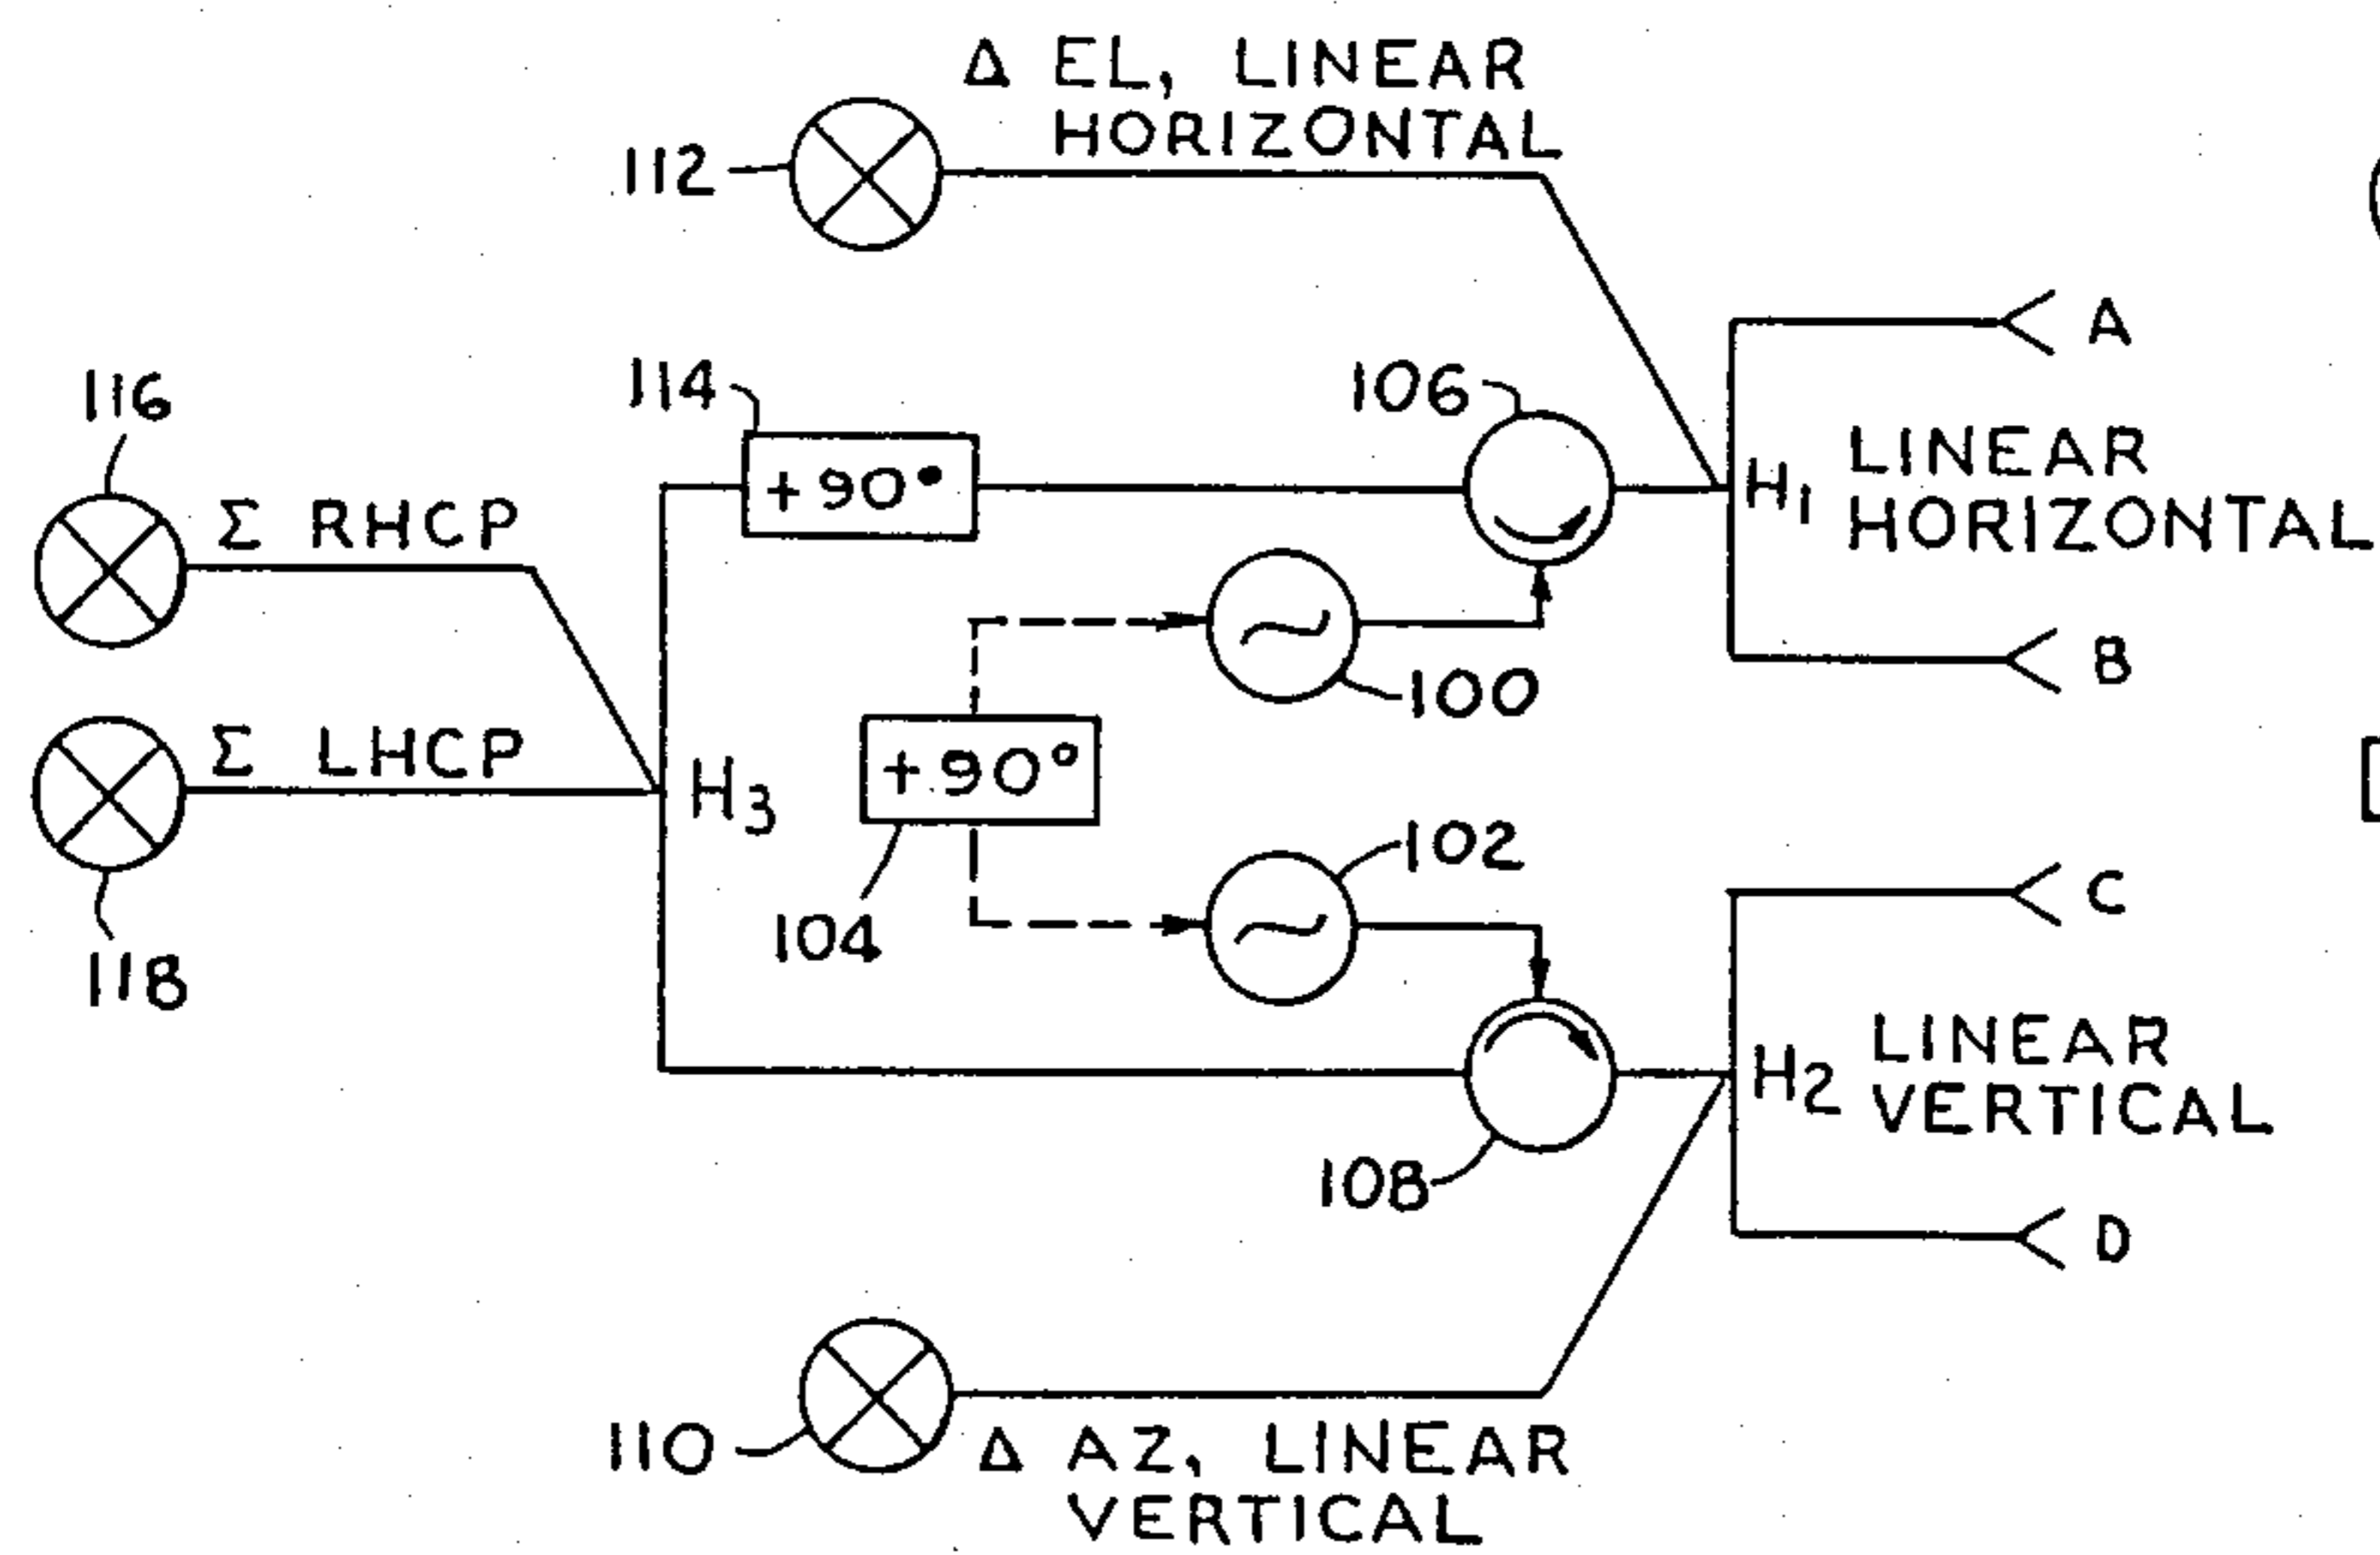 Δ EL, LINEAR
HORIZONTAL
112
A
116
114
106
+90°
H1
LINEAR
HORIZONTAL
Σ RHCP
100
B
Σ LHCP
H3
+90°
102
C
104
118
H2
LINEAR
VERTICAL
108
D
110
Δ AZ, LINEAR
VERTICAL